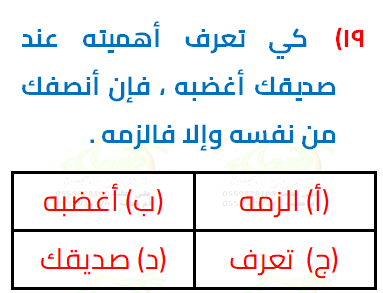 ١٩) كي تعرف أهميته عند
صديقك أغضبه ، فإن أنصفك
من نفسه وإلا فالزمه .
(أ) الزمه (ب) أغضبه
(ج) تعرف (د) صديقك